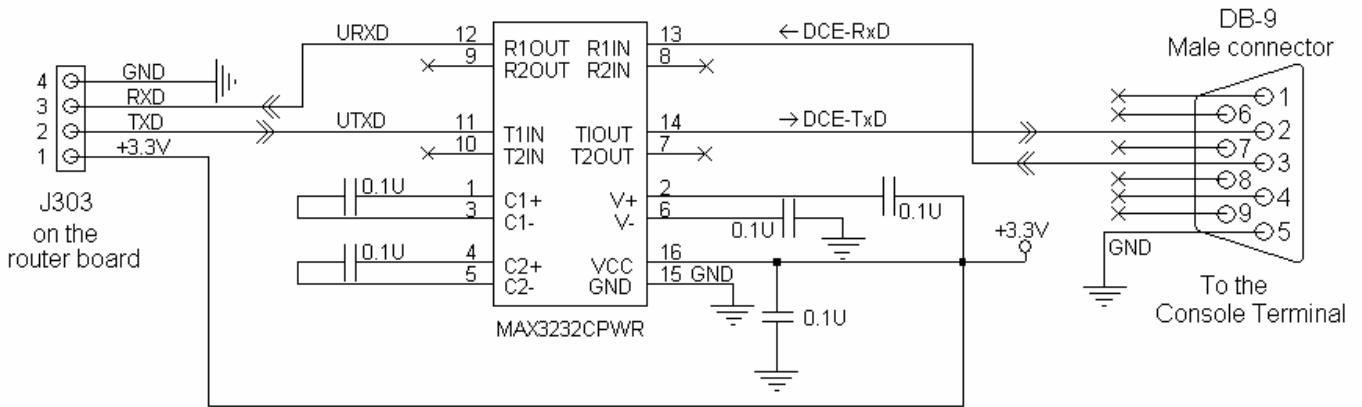 DB-9
Male connector
URXD
12
R1OUT
R1IN
13
←DCE-RxD
9
R2OUT
R2IN
8
4
GND
3
RXD
2
TXD
1
+3.3V
UTXD
11
T1IN
TIOUT
14
→DCE-TxD
10
T2IN
T2OUT
7
1
6
2
7
3
8
4
9
5
J303
on the
router board
0.1U
1
C1+
V+
2
0.1U
3
C1-
V-
6
0.1U
+3.3V
0.1U
4
C2+
VCC
16
5
C2-
GND
15
GND
GND
0.1U
MAX3232CPWR
To the
Console Terminal